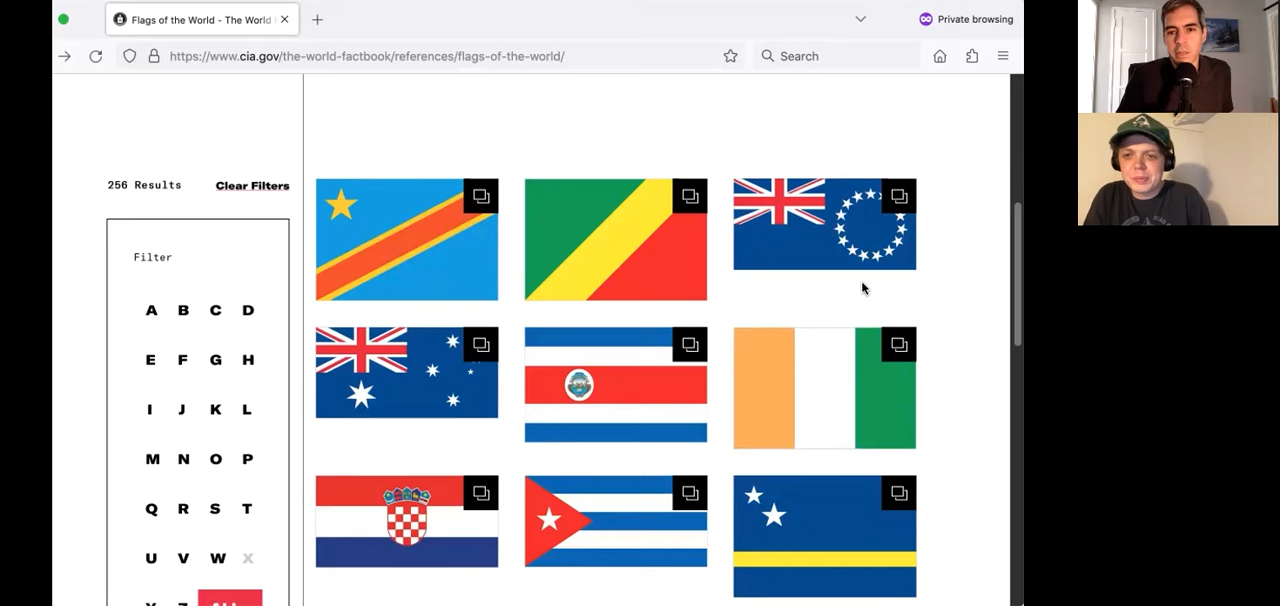 Flags of the World - The World
Private browsing
https://www.cia.gov/the-world-factbook/references/flags-of-the-world/
Search
256 Results
Clear Filters
Filter
A B C D
E F G H
I J K L
M N O P
Q R S T
U V W X
Y Z ALL